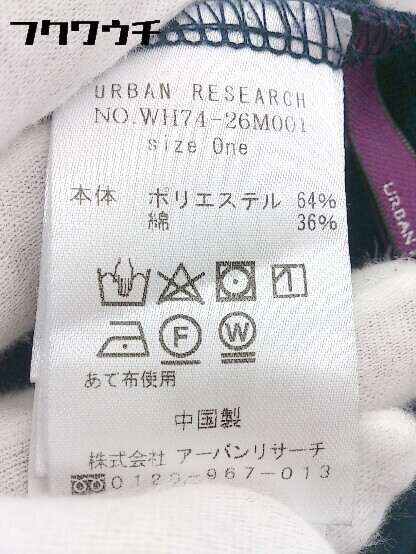 フクワウチ
URBAN RESEARCH
NO.WH74-26M001
size One
本体 ポリエステル 64%
綿 36%
F W
あて布使用
中国製
株式会社 アーバンリサーチ
0120-967-013
URBAN